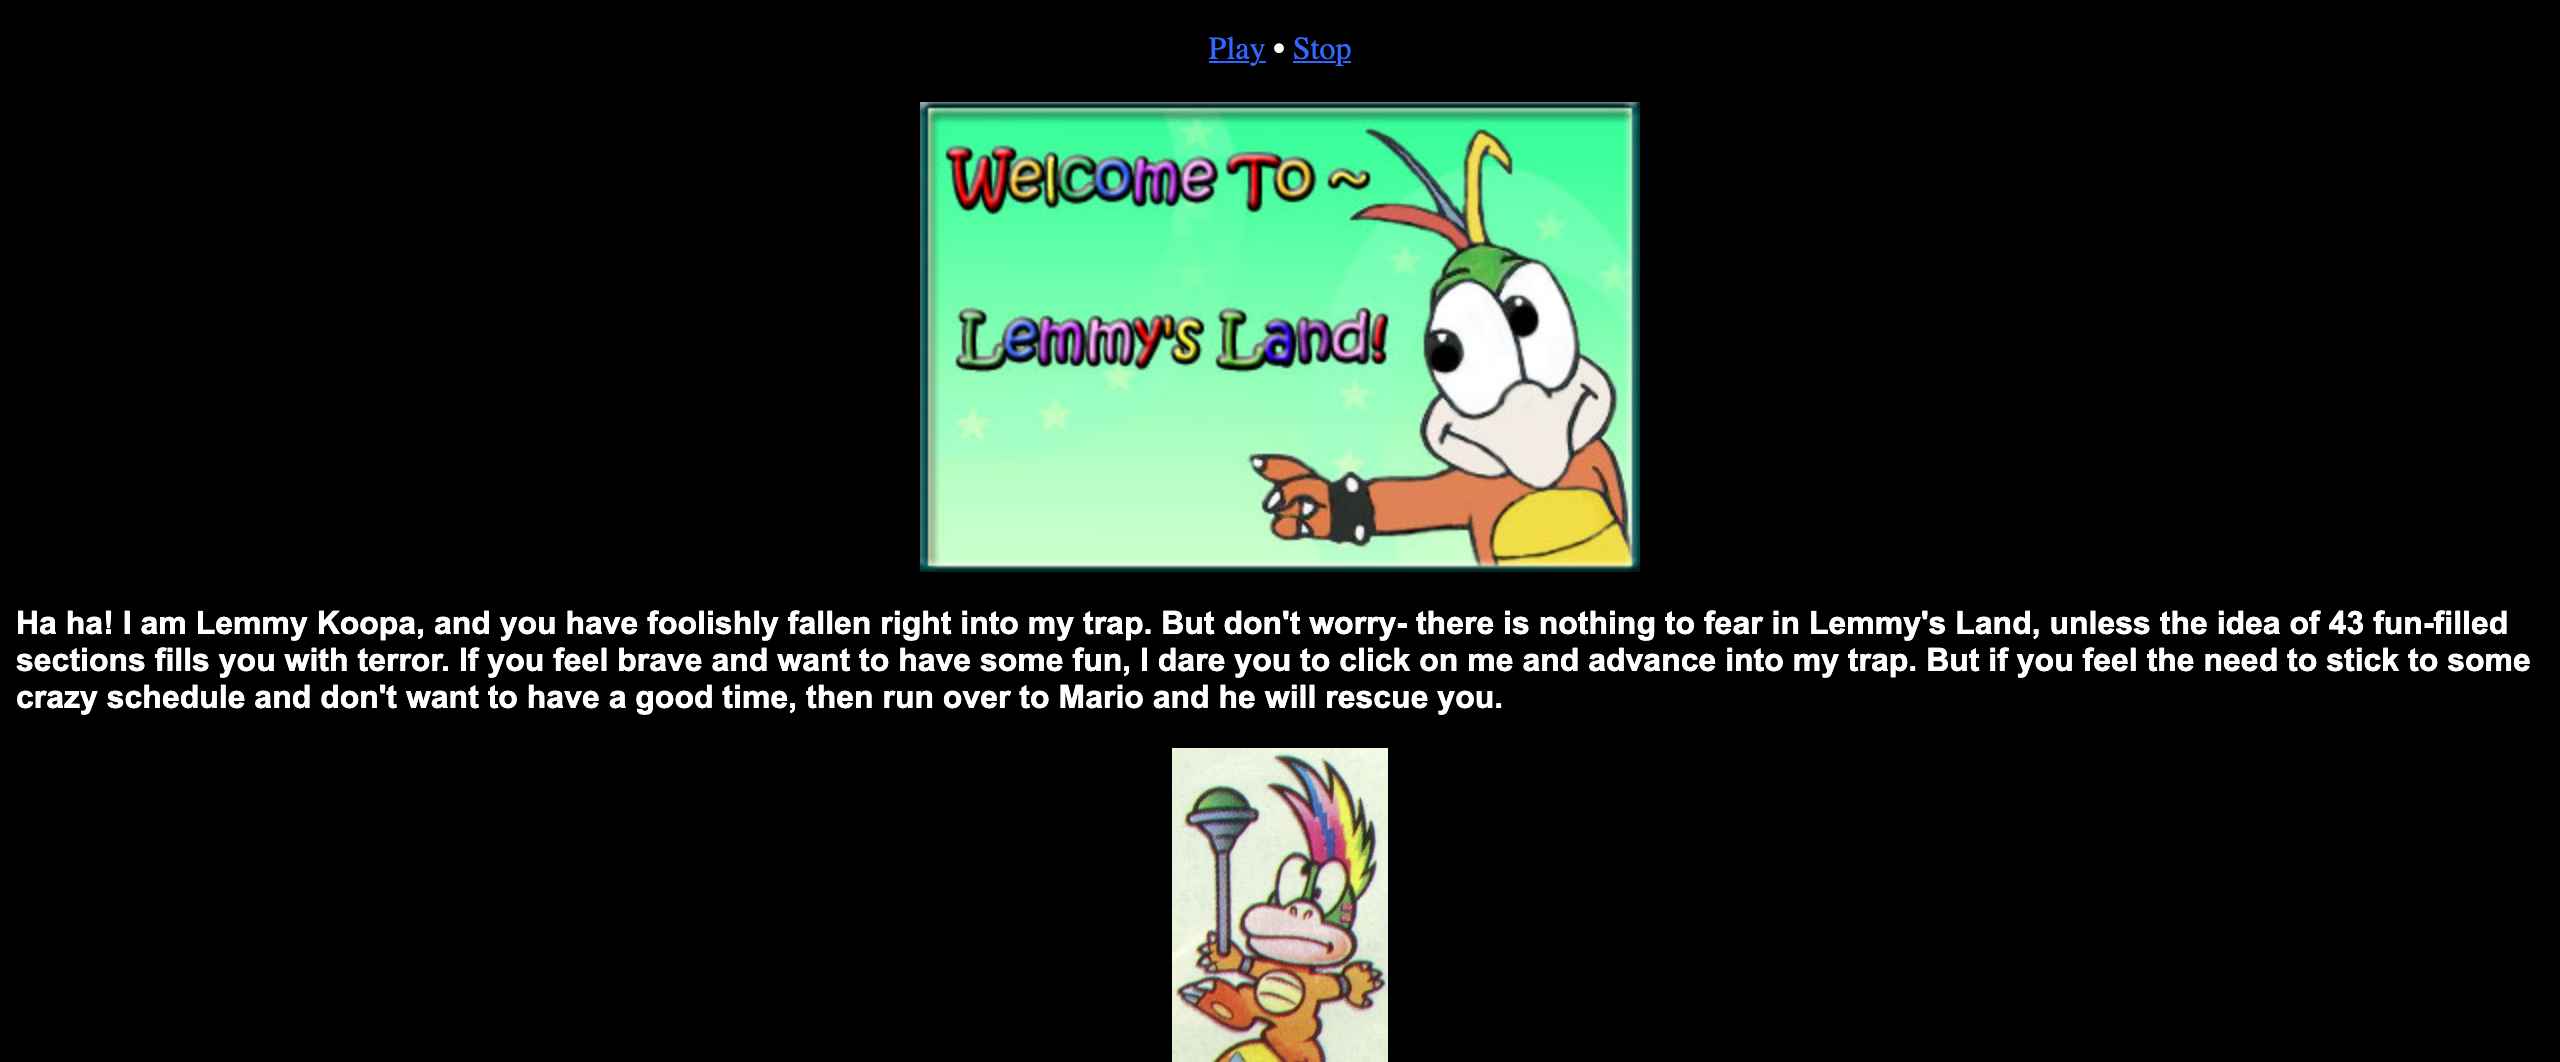 Play • Stop
Welcome To ~
Lemmy's Land!
Ha ha! I am Lemmy Koopa, and you have foolishly fallen right into my trap. But don't worry- there is nothing to fear in Lemmy's Land, unless the idea of 43 fun-filled
sections fills you with terror. If you feel brave and want to have some fun, I dare you to click on me and advance into my trap. But if you feel the need to stick to some
crazy schedule and don't want to have a good time, then run over to Mario and he will rescue you.